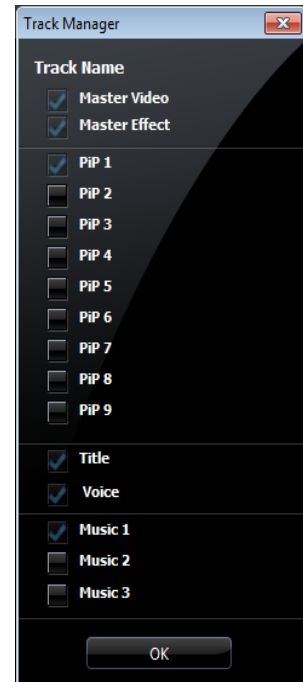 Track Manager
Track Name
Master Video
Master Effect
PiP 1
PiP 2
PiP 3
PiP 4
PiP 5
PiP 6
PiP 7
PiP 8
PiP 9
Title
Voice
Music 1
Music 2
Music 3
OK